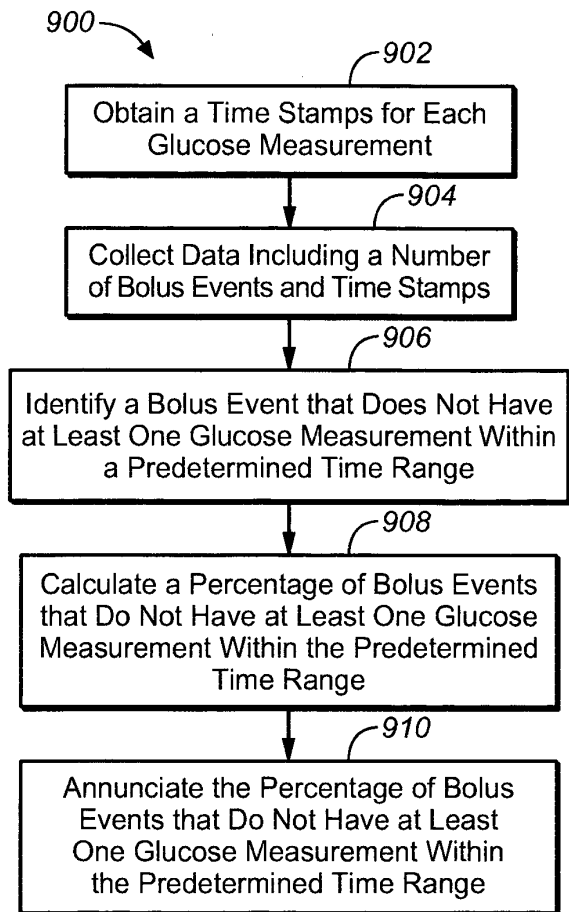 900
902
Obtain a Time Stamps for Each
Glucose Measurement
904
Collect Data Including a Number
of Bolus Events and Time Stamps
906
Identify a Bolus Event that Does Not Have
at Least One Glucose Measurement Within
a Predetermined Time Range
908
Calculate a Percentage of Bolus Events
that Do Not Have at Least One Glucose
Measurement Within the Predetermined
Time Range
910
Annunciate the Percentage of Bolus
Events that Do Not Have at Least
One Glucose Measurement Within
the Predetermined Time Range